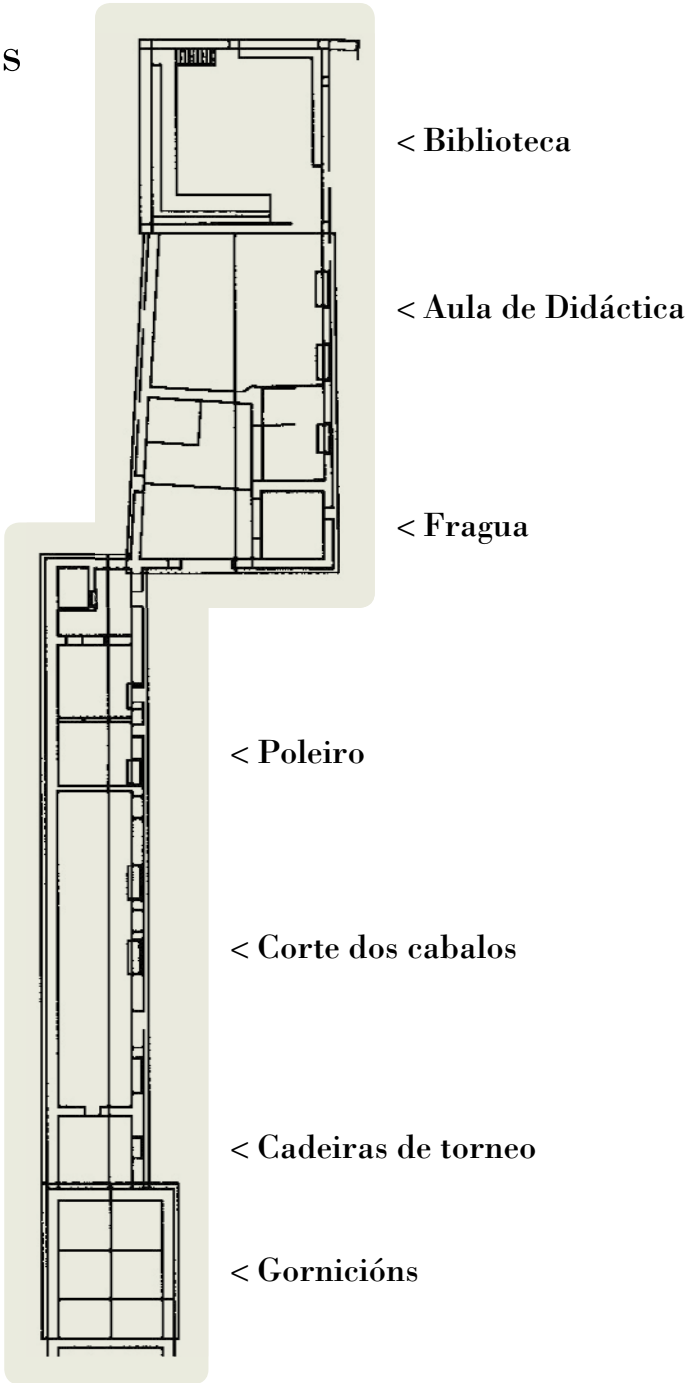 s
< Biblioteca
< Aula de Didáctica
< Fragua
< Poleiro
< Corte dos cabalos
< Cadeiras de torneo
< Gornicións